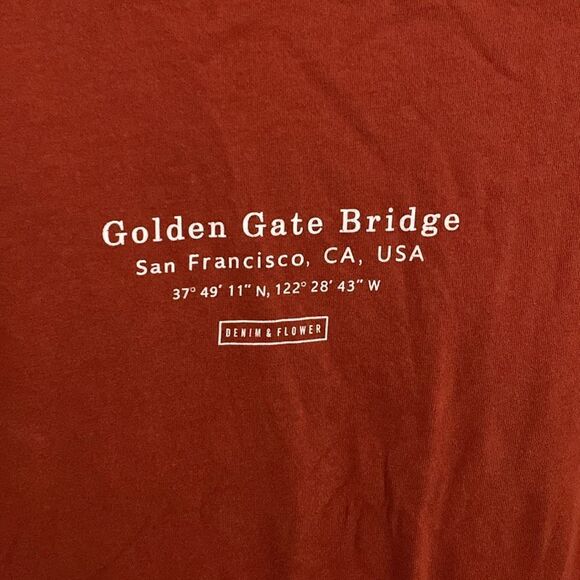 Golden Gate Bridge
San Francisco, CA, USA
37° 49' 11" N, 122° 28' 43" W
DENIM & FLOWER